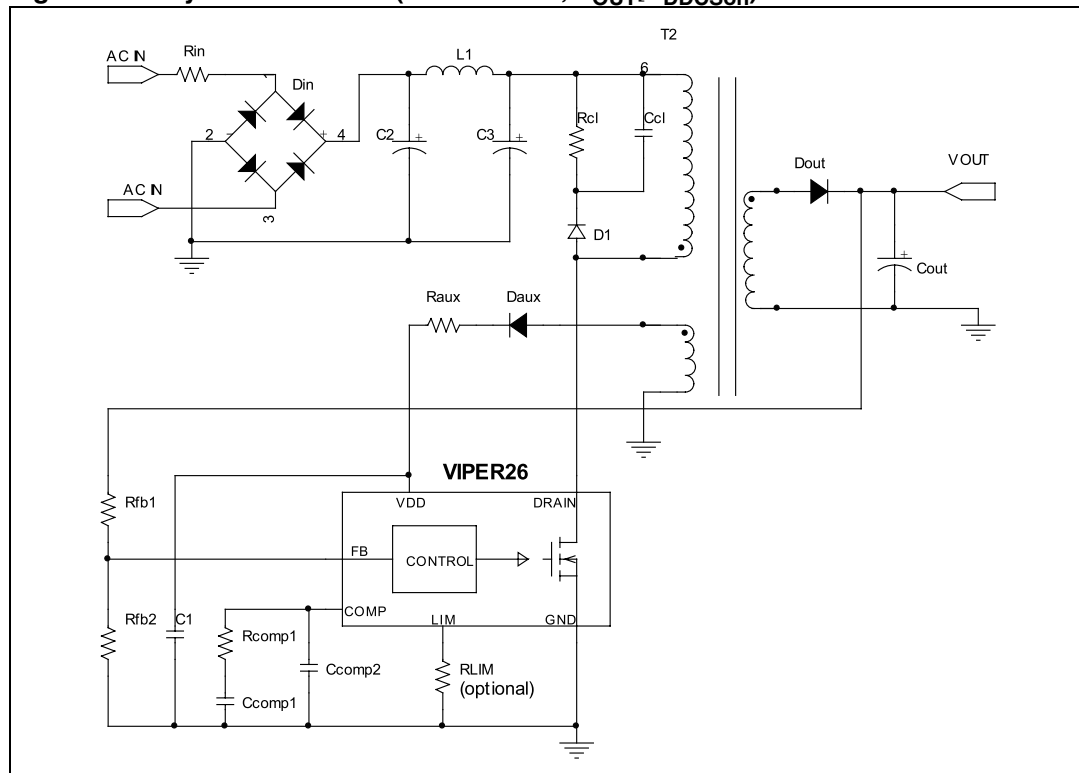 OUT DDCSon
T2
AC IN
Rin
L1
6
Din
Rcl
Ccl
2
-
+
4
C2
+
C3
+
Dout
VOUT
AC IN
3
D1
+
Cout
Raux
Daux
VIPER26
VDD
DRAIN
Rfb1
FB
CONTROL
COMP
LIM
GND
Rfb2
C1
Rcomp1
Ccomp2
RLIM
(optional)
Ccomp1